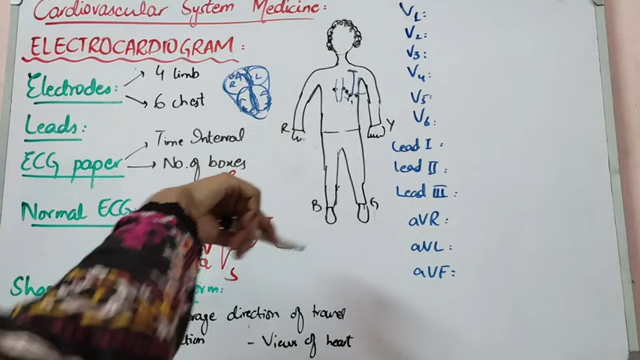 Cardiovascular System Medicine:
ELECTROCARDIOGRAM:
Electrodes:
4 limb
6 chest
Leads:
ECG paper
Time Interval
No. of boxes
Normal ECG
S
rage direction of travel
- Views of heart
L
R
R
Y
B
G
V1:
V2:
V3:
V4:
V5:
V6:
Lead I:
Lead II:
Lead III:
aVR:
aVL:
aVF: